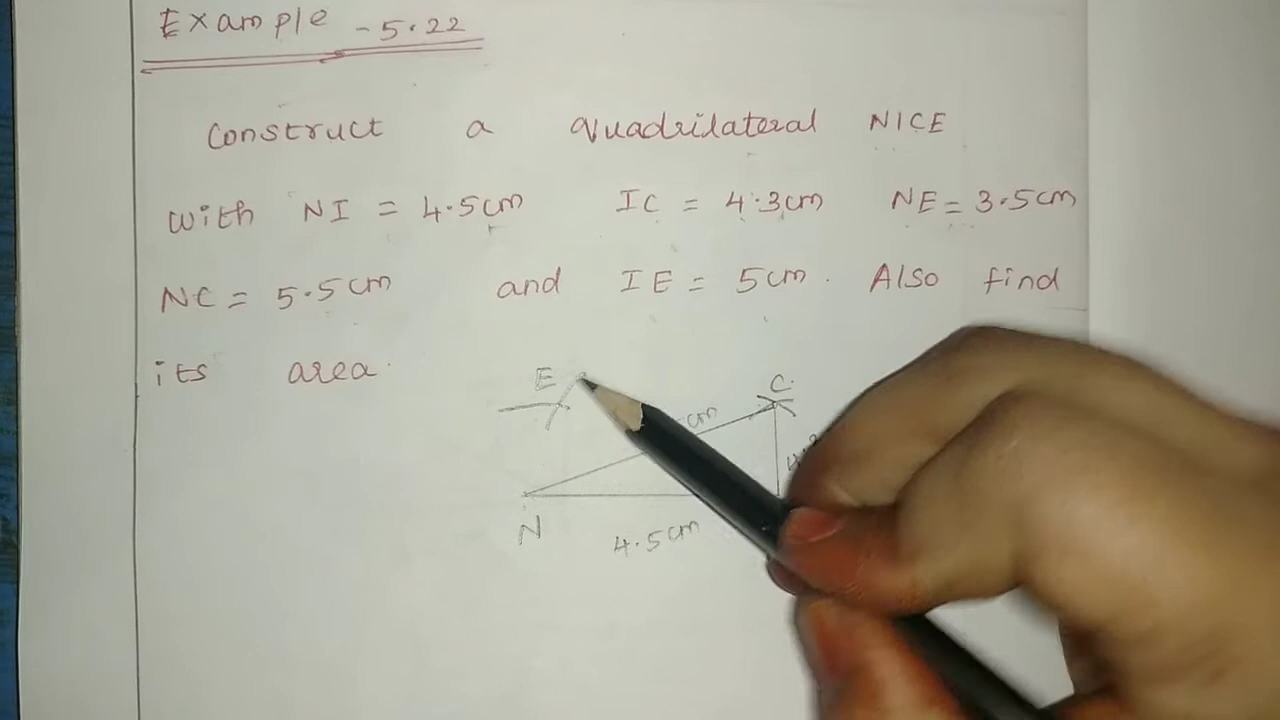 Example - 5.22
Construct a quadrilateral NICE
with NI = 4.5cm IC = 4.3cm NE = 3.5cm
NC = 5.5cm and IE = 5cm. Also find
its area.
E C.
cm
N
4.5cm